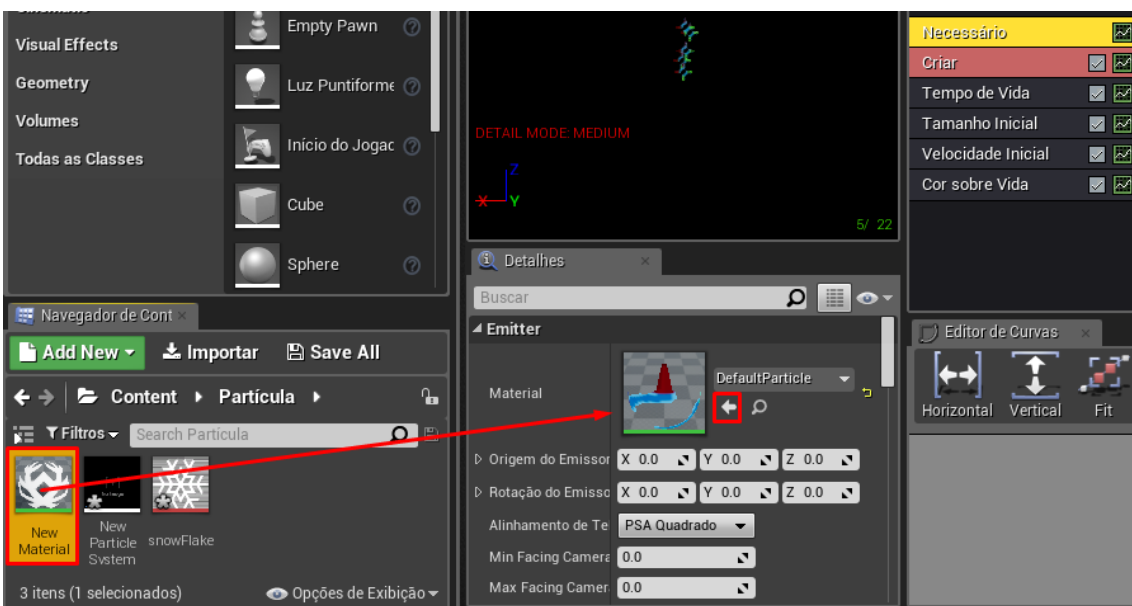 Visual Effects
Geometry
Volumes
Todas as Classes
Empty Pawn
Luz Puntiforme
Início do Jogac
Cube
Sphere
DETAIL MODE: MEDIUM
Z
X
Y
5/ 22
Necessário
Criar
Tempo de Vida
Tamanho Inicial
Velocidade Inicial
Cor sobre Vida
Navegador de Cont
Add New
Importar
Save All
Content
Partícula
Filtros
Search Partícula
New
Material
New
Particle
System
snowFlake
3 itens (1 selecionados)
Opções de Exibição
Detalhes
Buscar
Emitter
Material
DefaultParticle
Origem do Emissor X 0.0 Y 0.0 Z 0.0
Rotação do Emisso X 0.0 Y 0.0 Z 0.0
Alinhamento de Te PSA Quadrado
Min Facing Camera 0.0
Max Facing Camer 0.0
Editor de Curvas
Horizontal Vertical Fit